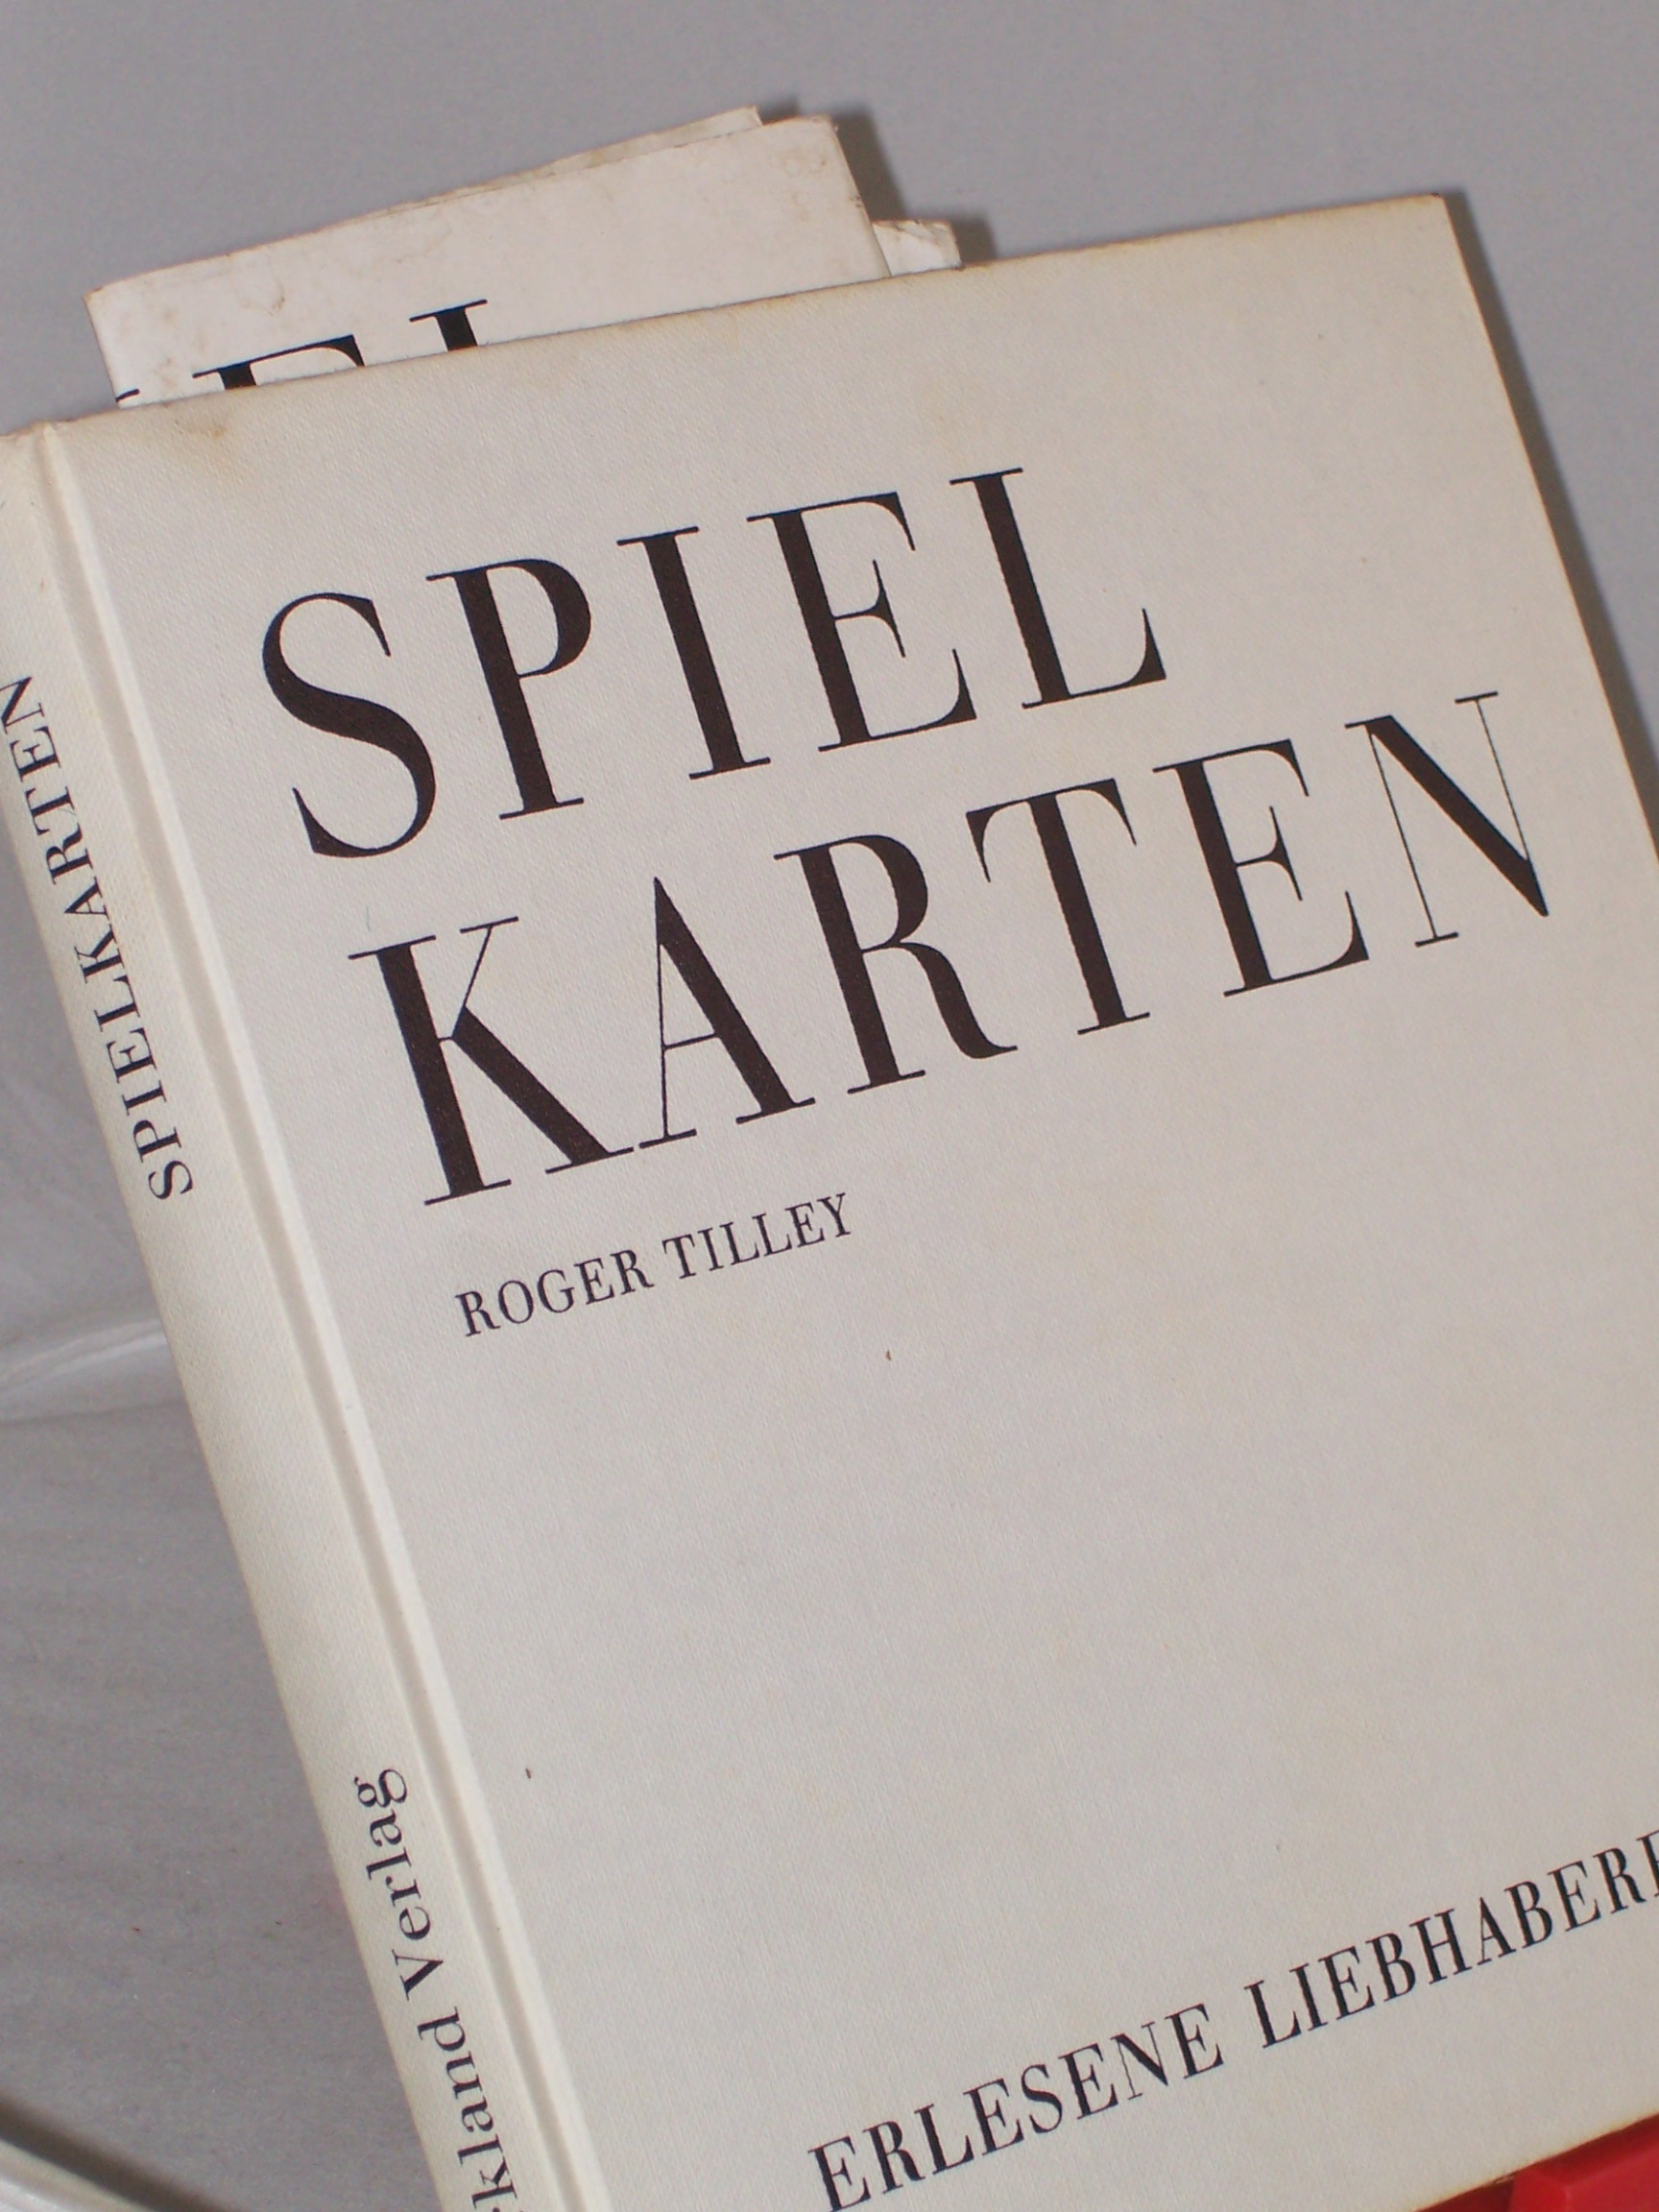 SPIEL
KARTEN
ROGER TILLEY
ERLESENE
SPIELKARTEN
Verlag